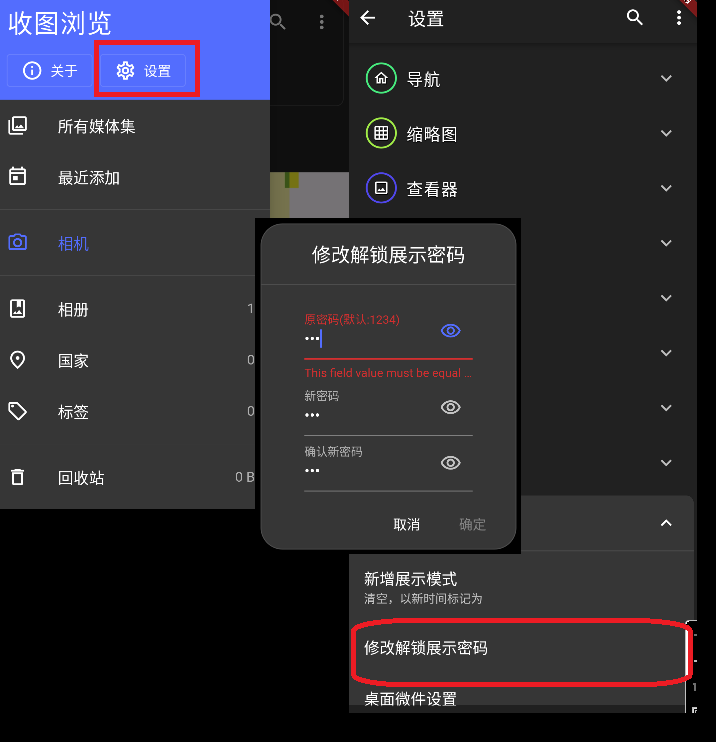 收图浏览
关于
设置
所有媒体集
最近添加
相机
相册
1
国家
0
标签
0
回收站
0 B
设置
导航
缩略图
查看器
修改解锁展示密码
原密码(默认:1234)
•••
This field value must be equal ...
新密码
•••
确认新密码
•••
取消
确定
新增展示模式
清空，以新时间标记为
修改解锁展示密码
桌面微件设置